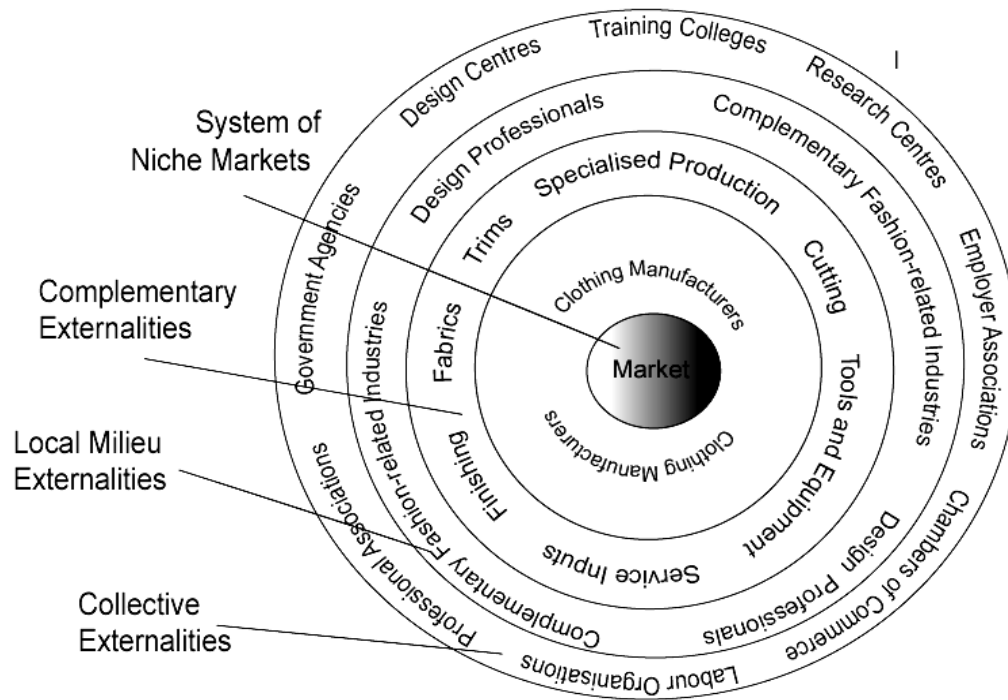 System of
Niche Markets
Complementary
Externalities
Local Milieu
Externalities
Collective
Externalities
Government Agencies
Design Centres
Training Colleges
Research Centres
Employer Associations
Chambers of Commerce
Labour Organisations
Professional Associations
Design Professionals
Complementary Fashion-related Industries
Design Professionals
Complementary Fashion-related Industries
Fabrics
Trims
Specialised Production
Cutting
Tools and Equipment
Service Inputs
Finishing
Clothing Manufacturers
Market
Clothing Manufacturers
I